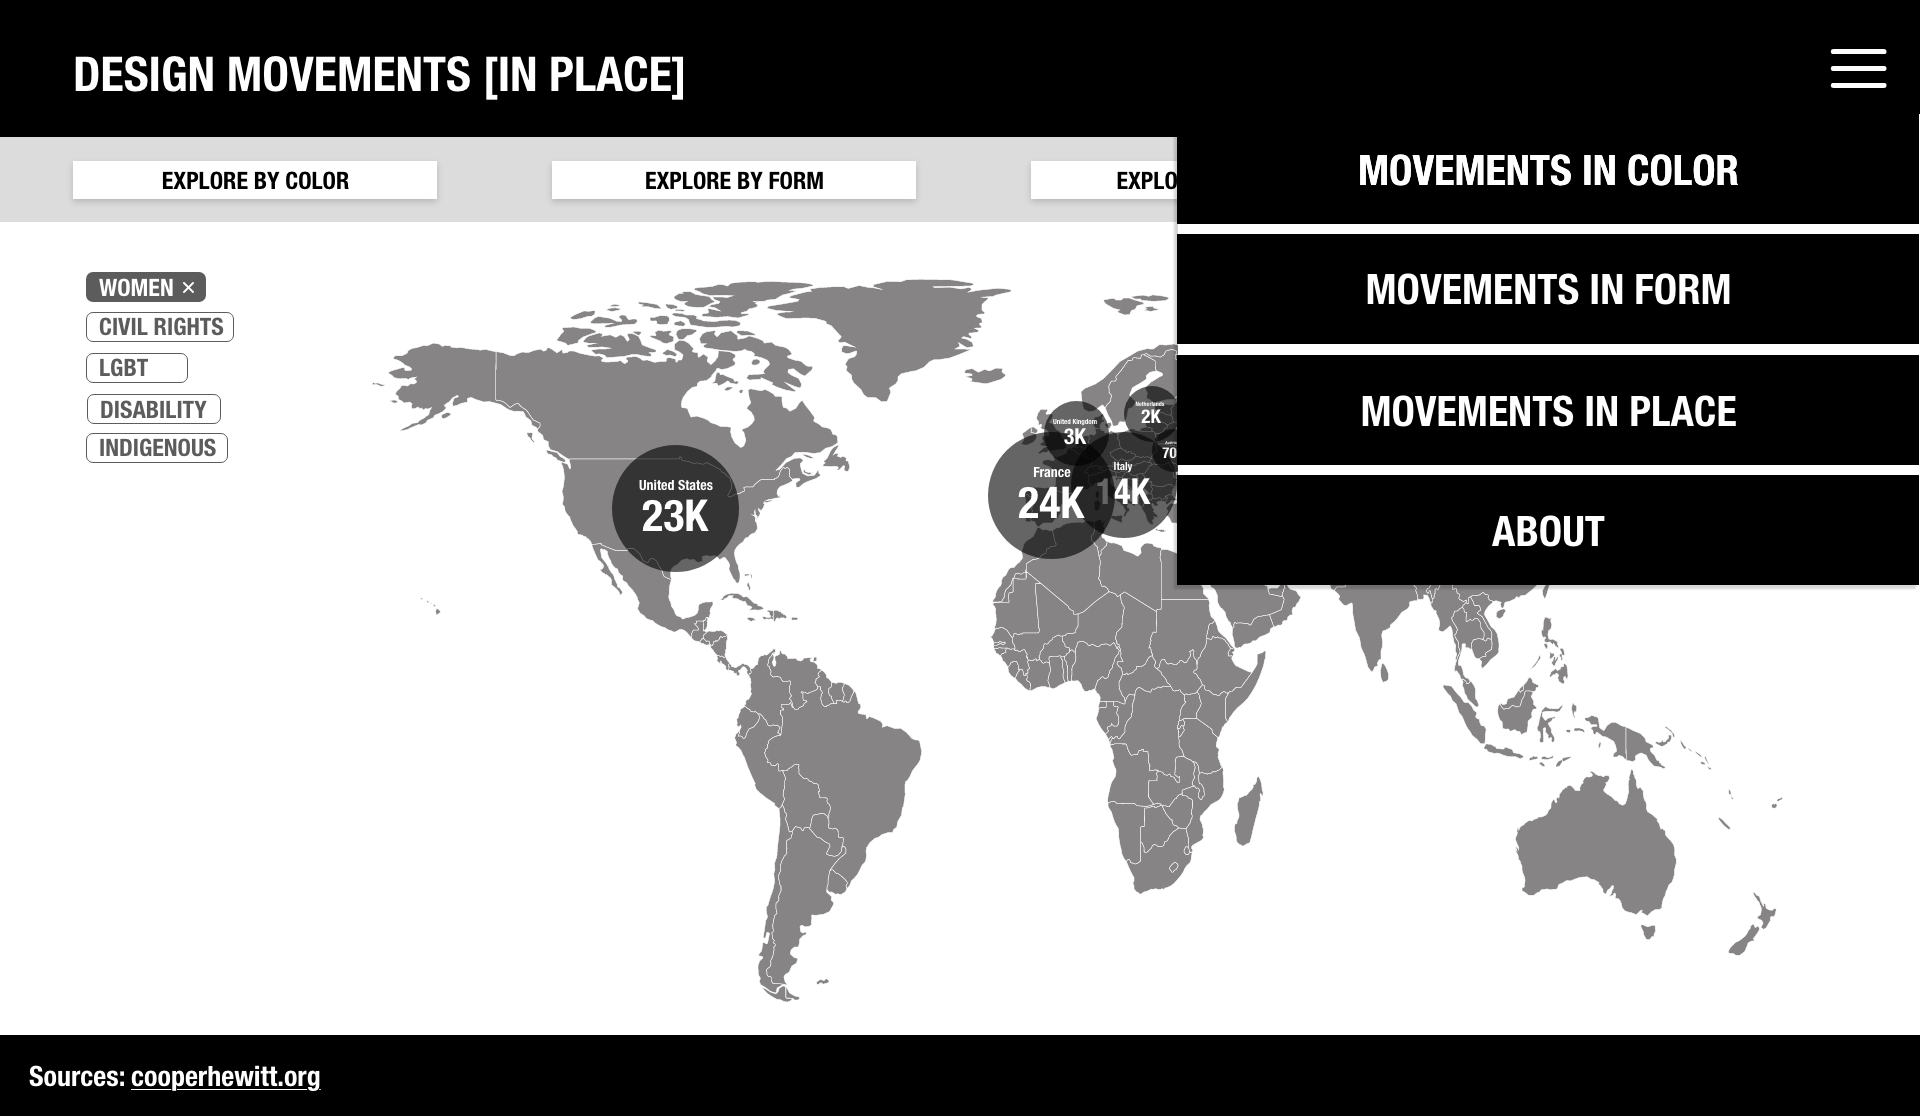 DESIGN MOVEMENTS [IN PLACE]
EXPLORE BY COLOR
EXPLORE BY FORM
EXPLO
MOVEMENTS IN COLOR
MOVEMENTS IN FORM
MOVEMENTS IN PLACE
ABOUT
WOMEN ×
CIVIL RIGHTS
LGBT
DISABILITY
INDIGENOUS
United States
23K
United Kingdom
3K
Netherlands
2K
70
France
24K
Italy
14K
Sources: cooperhewitt.org